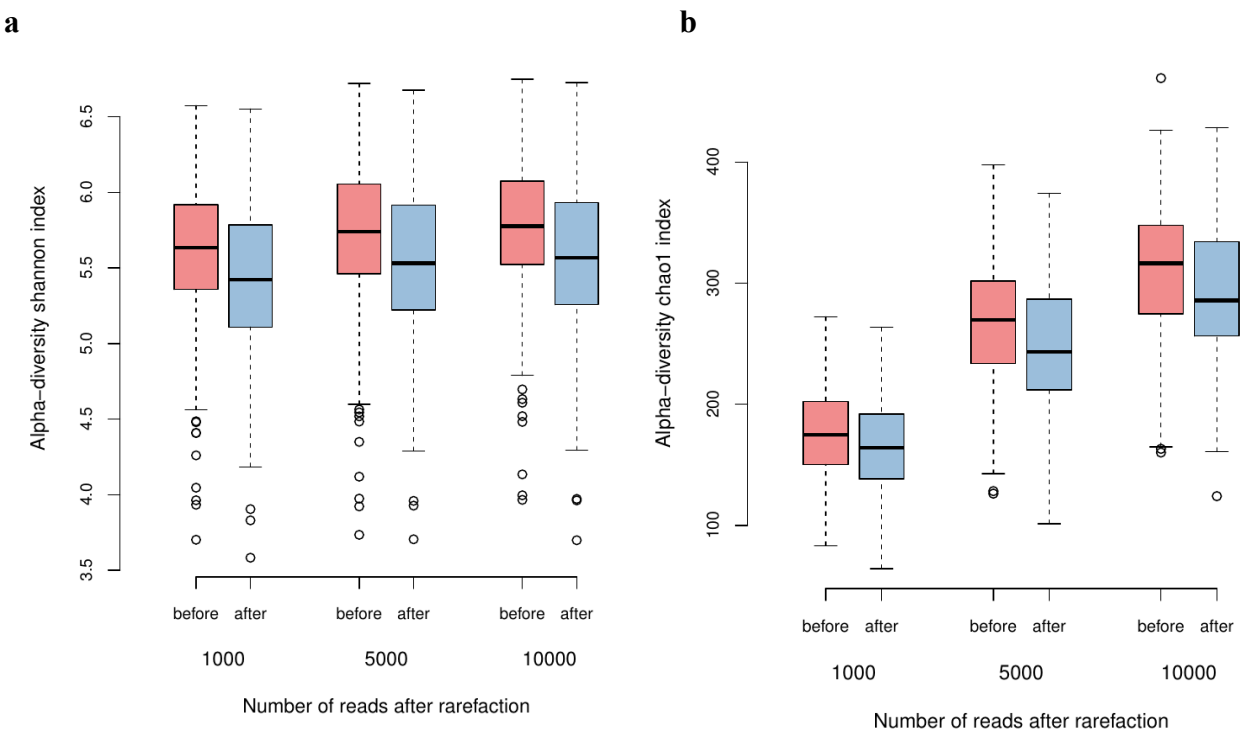 a
Alpha−diversity shannon index
3.5 4.0 4.5 5.0 5.5 6.0 6.5
before after before after before after
1000 5000 10000
Number of reads after rarefaction
b
Alpha−diversity chao1 index
100 200 300 400
before after before after before after
1000 5000 10000
Number of reads after rarefaction